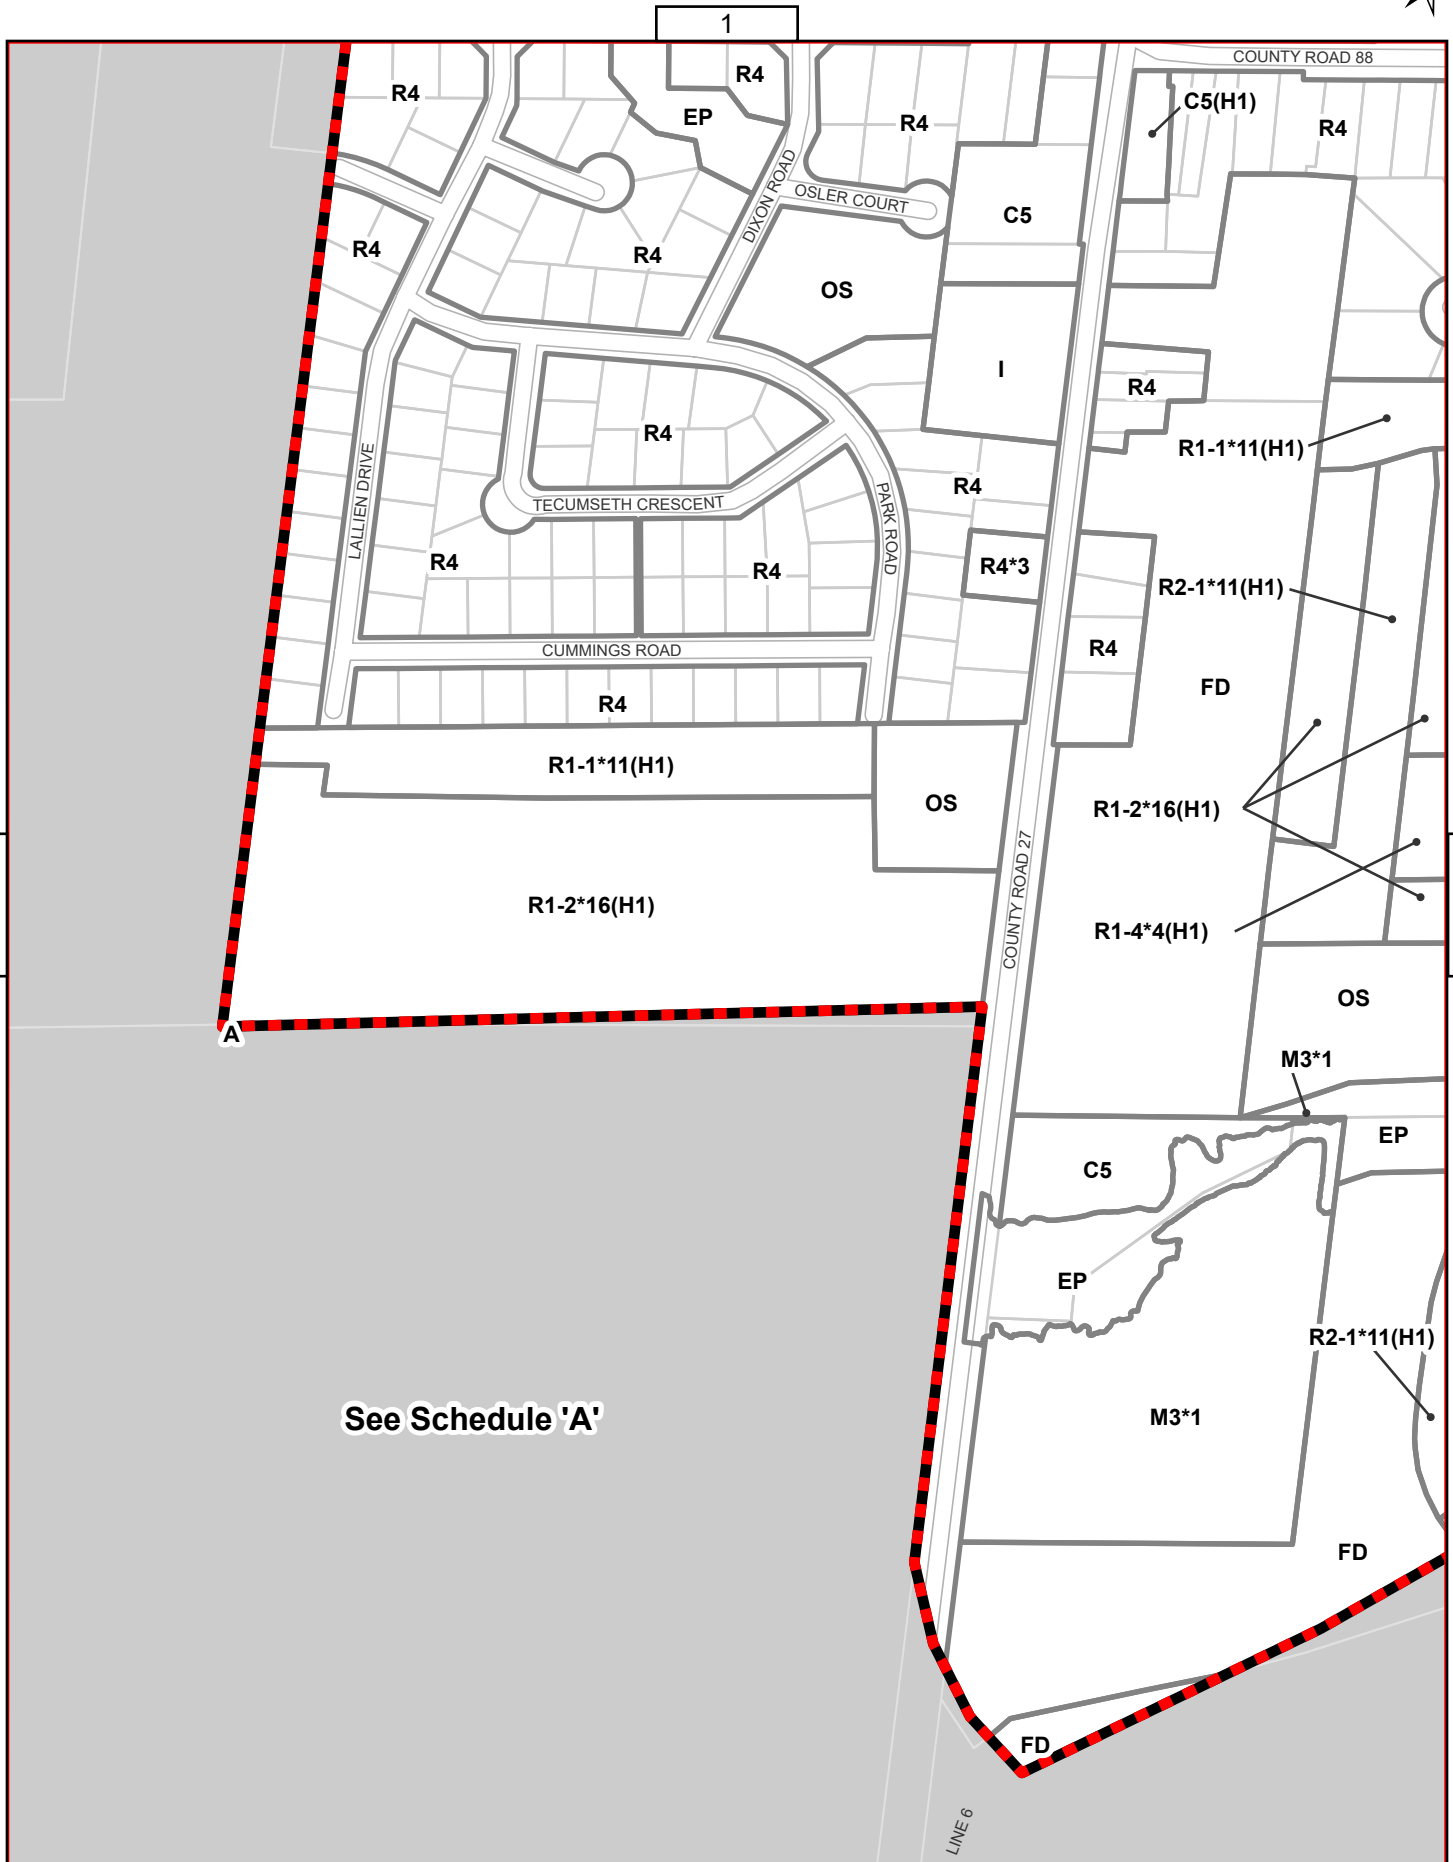 1
COUNTY ROAD 88
R4
R4
C5(H1)
EP
R4
R4
DIXON ROAD
OSLER COURT
C5
R4
R4
OS
I
R4
R4
R1-1*11(H1)
LALLIEN DRIVE
TECUMSETH CRESCENT
PARK ROAD
R4
R4
R4
R4*3
R2-1*11(H1)
CUMMINGS ROAD
R4
FD
R4
R1-1*11(H1)
OS
R1-2*16(H1)
COUNTY ROAD 27
R1-2*16(H1)
R1-4*4(H1)
OS
A
M3*1
EP
C5
EP
R2-1*11(H1)
See Schedule 'A'
M3*1
FD
FD
LINE 6